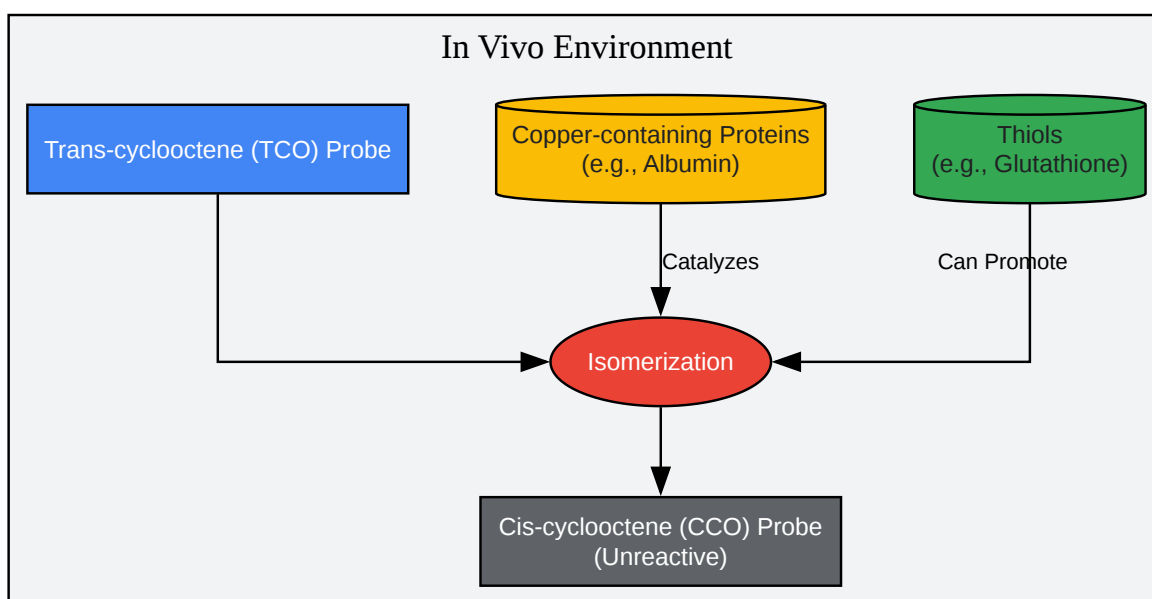 In Vivo Environment
Trans-cyclooctene (TCO) Probe
Copper-containing Proteins
(e.g., Albumin)
Thiols
(e.g., Glutathione)
Catalyzes
Can Promote
Isomerization
Cis-cyclooctene (CCO) Probe
(Unreactive)